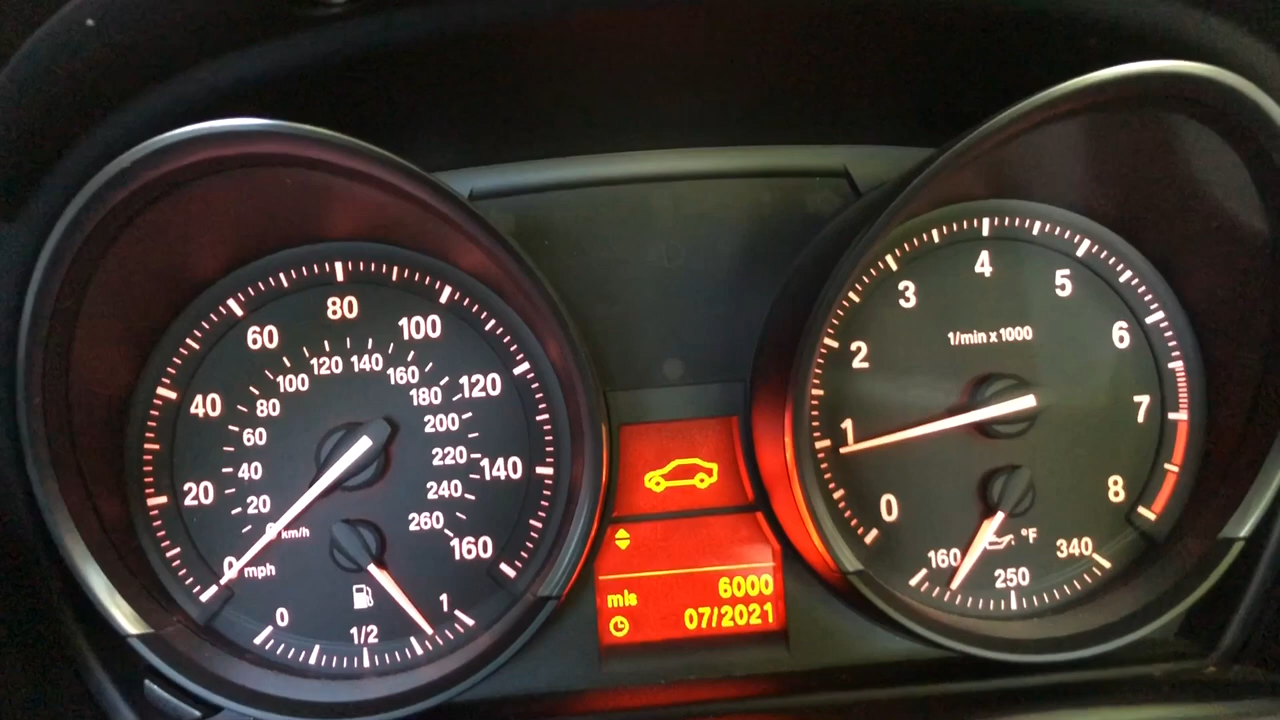 0 20 40 60 80 100 120 140 160
mph
0 20 40 60 80 100 120 140 160 180 200 220 240 260
km/h
0 1/2 1
mls 6000
07/2021
0 1 2 3 4 5 6 7 8
1/min x 1000
160 250 340
°F